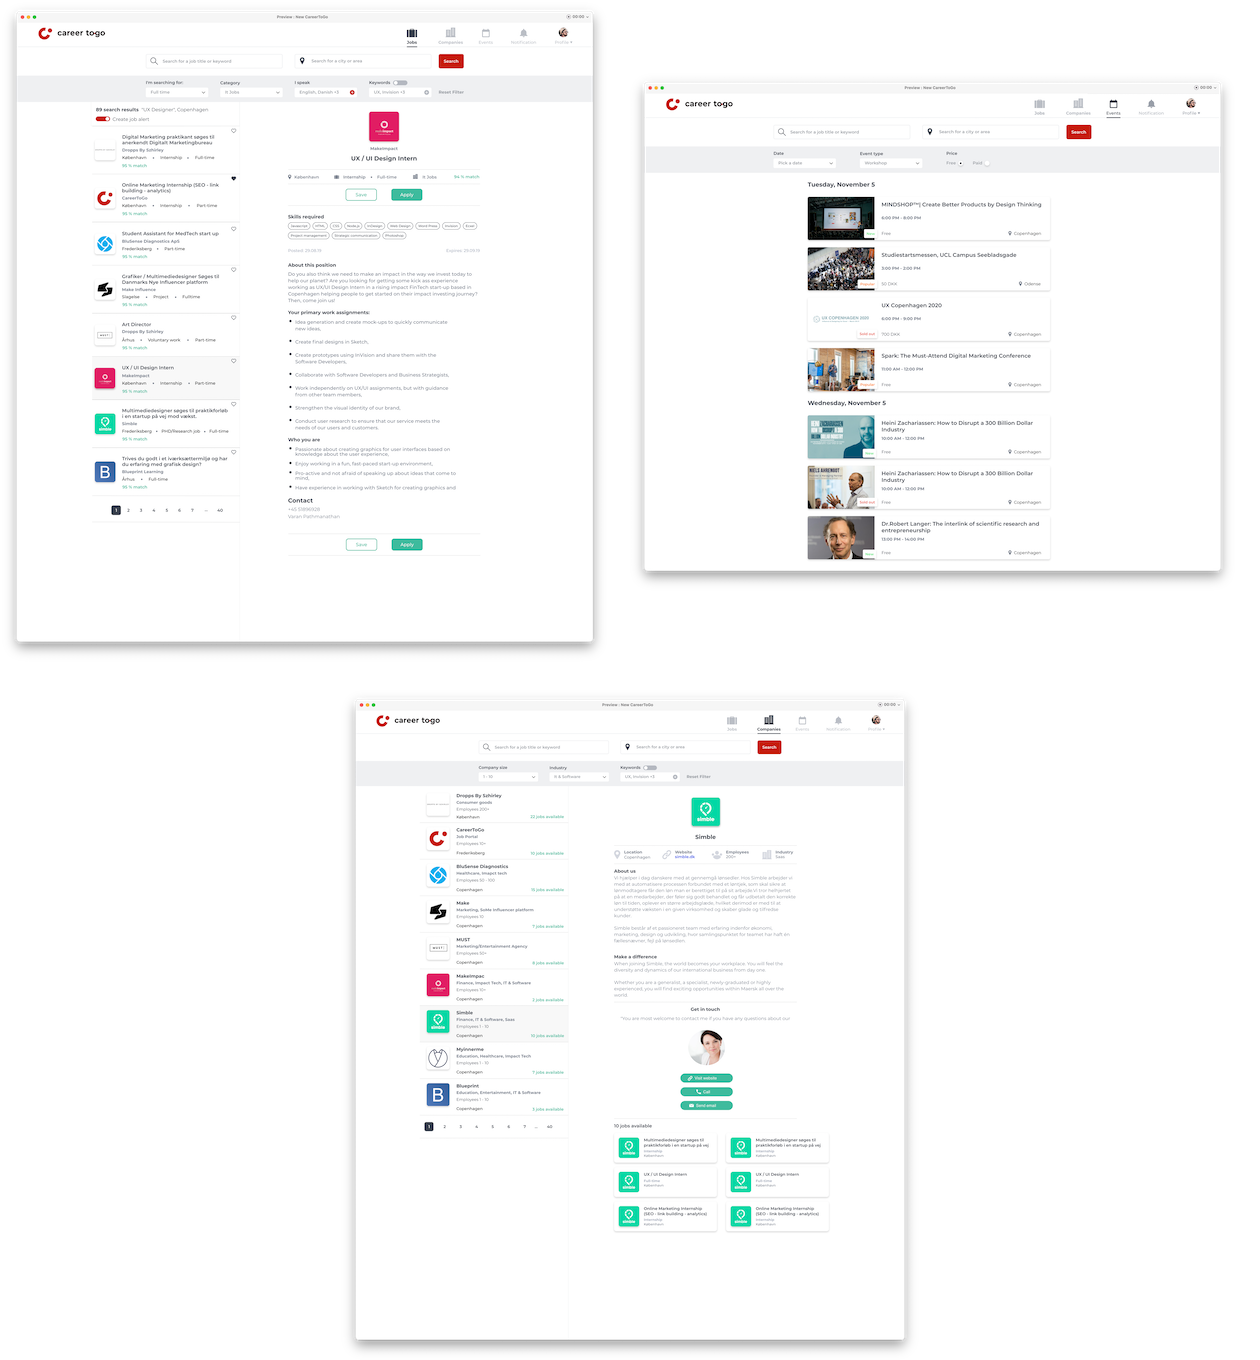 Preview - New CareerToGo
00:00
career togo
Jobs
Companies
Events
Notification
Profile
Search for a job title or keyword
Search for a city or area
Search
I'm searching for:
Category
I speak
Keywords
Full time
It Jobs
English, Danish +3
UX, Invision +3
Reset Filter
89 search results "UX Designer", Copenhagen
Create job alert
Digital Marketing praktikant søges til
anerkendt Digitalt Marketingbureau
Dropps By Szhirley
København • Internship • Full-time
95 % match
Online Marketing Internship (SEO - link
building - analytics)
CareerToGo
København • Internship • Part-time
95 % match
Student Assistant for MedTech start-up
BluSense Diagnostics ApS
Frederiksberg • Part-time
95 % match
Grafiker / Multimediedesigner Søges til
Danmarks Nye Influencer platform
Make Influence
Slagelse • Project • Fulltime
95 % match
Art Director
Dropps By Szhirley
Århus • Voluntary work • Part-time
95 % match
UX / UI Design Intern
MakeImpact
København • Internship • Part-time
95 % match
Multimediedesigner søges til praktikforløb
i en startup på vej mod vækst.
Simble
Frederiksberg • PHD/Research job • Full-time
95 % match
Trives du godt i et iværksættermiljø og har
du erfaring med grafisk design?
Blueprint Learning
Århus • Full-time
95 % match
1 2 3 4 5 6 7 ... 40
MakeImpact
UX / UI Design Intern
København
Internship • Full-time
It Jobs
94 % match
Save
Apply
Skills required
Javascript
HTML
CSS
Node.js
InDesign
Web Design
Word Press
Invision
Excel
Project management
Strategic communication
Photoshop
About this position
Do you also think we need to make an impact in the way we invest today to
help our planet? Are you looking for getting some kick ass experience
working as UX/UI Design Intern in a rising Impact FinTech start-up based in
Copenhagen helping people to get started on their impact investing journey?
Then, come join us!
Your primary work assignments:
• Idea generation and create mock-ups to quickly communicate
new ideas,
• Create final designs in Sketch,
• Create prototypes using InVision and share them with the
Software Developers,
• Collaborate with Software Developers and Business Strategists,
• Work independently on UX/UI assignments, but with guidance
from other team members,
• Strengthen the visual identity of our brand,
• Conduct user research to ensure that our service meets the
needs of our users and customers.
Who you are
• Passionate about creating graphics for user interfaces based on
knowledge about the user experience,
• Enjoy working in a fun, fast-paced start-up environment,
• Pro-active and not afraid of speaking up about ideas that come to
mind,
• Have experience in working with Sketch for creating graphics and
Contact
Varan Pathmanathan
Save
Apply
Preview - New CareerToGo
00:00
career togo
Jobs
Companies
Events
Notification
Profile
Search for a job title or keyword
Search for a city or area
Search
Date
Event type
Price
Pick a date
Workshop
Free
Paid
Tuesday, November 5
MINDSHOP™| Create Better Products by Design Thinking
6:00 PM - 8:00 PM
Free
Copenhagen
Studiestartsmessen, UCL Campus Seebladsgade
3:00 PM - 2:00 PM
50 DKK
Odense
UX COPENHAGEN 2020
UX Copenhagen 2020
6:00 PM - 9:00 PM
Sold out
700 DKK
Copenhagen
Spark: The Must-Attend Digital Marketing Conference
11:00 AM - 12:00 PM
Free
Copenhagen
Wednesday, November 5
Heini Zachariassen: How to Disrupt a 300 Billion Dollar
Industry
10:00 AM - 12:00 PM
Free
Copenhagen
Heini Zachariassen: How to Disrupt a 300 Billion Dollar
Industry
10:00 AM - 12:00 PM
Sold out
Free
Copenhagen
Dr.Robert Langer: The interlink of scientific research and
entrepreneurship
13:00 PM - 14:00 PM
Free
Copenhagen
Preview - New CareerToGo
00:00
career togo
Jobs
Companies
Events
Notification
Profile
Search for a job title or keyword
Search for a city or area
Search
Company size
Industry
Keywords
1 - 10
It & Software
UX, Invision +3
Reset Filter
Dropps By Szhirley
Consumer goods
Employees 200+
København
22 jobs available
CareerToGo
Job Portal
Employees 10+
Frederiksberg
10 jobs available
BluSense Diagnostics
Healthcare, Imapct tech
Employees 50 - 100
Copenhagen
15 jobs available
Make
Marketing, SoMe Influencer platform
Employees 10
Copenhagen
7 jobs available
MUST
Marketing/Entertainment Agency
Employees 50+
Copenhagen
8 jobs available
MakeImpac
Finance, Impact Tech, IT & Software
Employees 10+
Copenhagen
2 jobs available
simble
Simble
Finance, IT & Software, Saas
Employees 1 - 10
Copenhagen
10 jobs available
Myinnerme
Education, Healthcare, Impact Tech
Employees 1 - 10
Copenhagen
7 jobs available
B
Blueprint
Education, Entertainment, IT & Software
Employees 1 - 10
Copenhagen
5 jobs available
1 2 3 4 5 6 7 ... 40
simble
Simble
Location
Copenhagen
Website
simble.dk
Employees
200+
Industry
Saas
About us
Make a difference
When joining Simble, the world becomes your workplace. You will feel the
diversity and dynamics of our international business from day one.
Whether you are a generalist, a specialist, newly graduated or highly
experienced, you will find exciting opportunities within Maersk all over the
world
Get in touch
"You are most welcome to contact me if you have any questions about our
Visit website
Call
Send email
10 jobs available
Multimediedesigner søges til
praktikforløb i en startup på vej
Internship
København
Multimediedesigner søges til
praktikforløb i en startup på vej
Internship
København
UX / UI Design Intern
Full-time
København
UX / UI Design Intern
Full-time
København
Online Marketing Internship
(SEO - link building - analytics)
Internship
København
Online Marketing Internship
(SEO - link building - analytics)
Internship
København